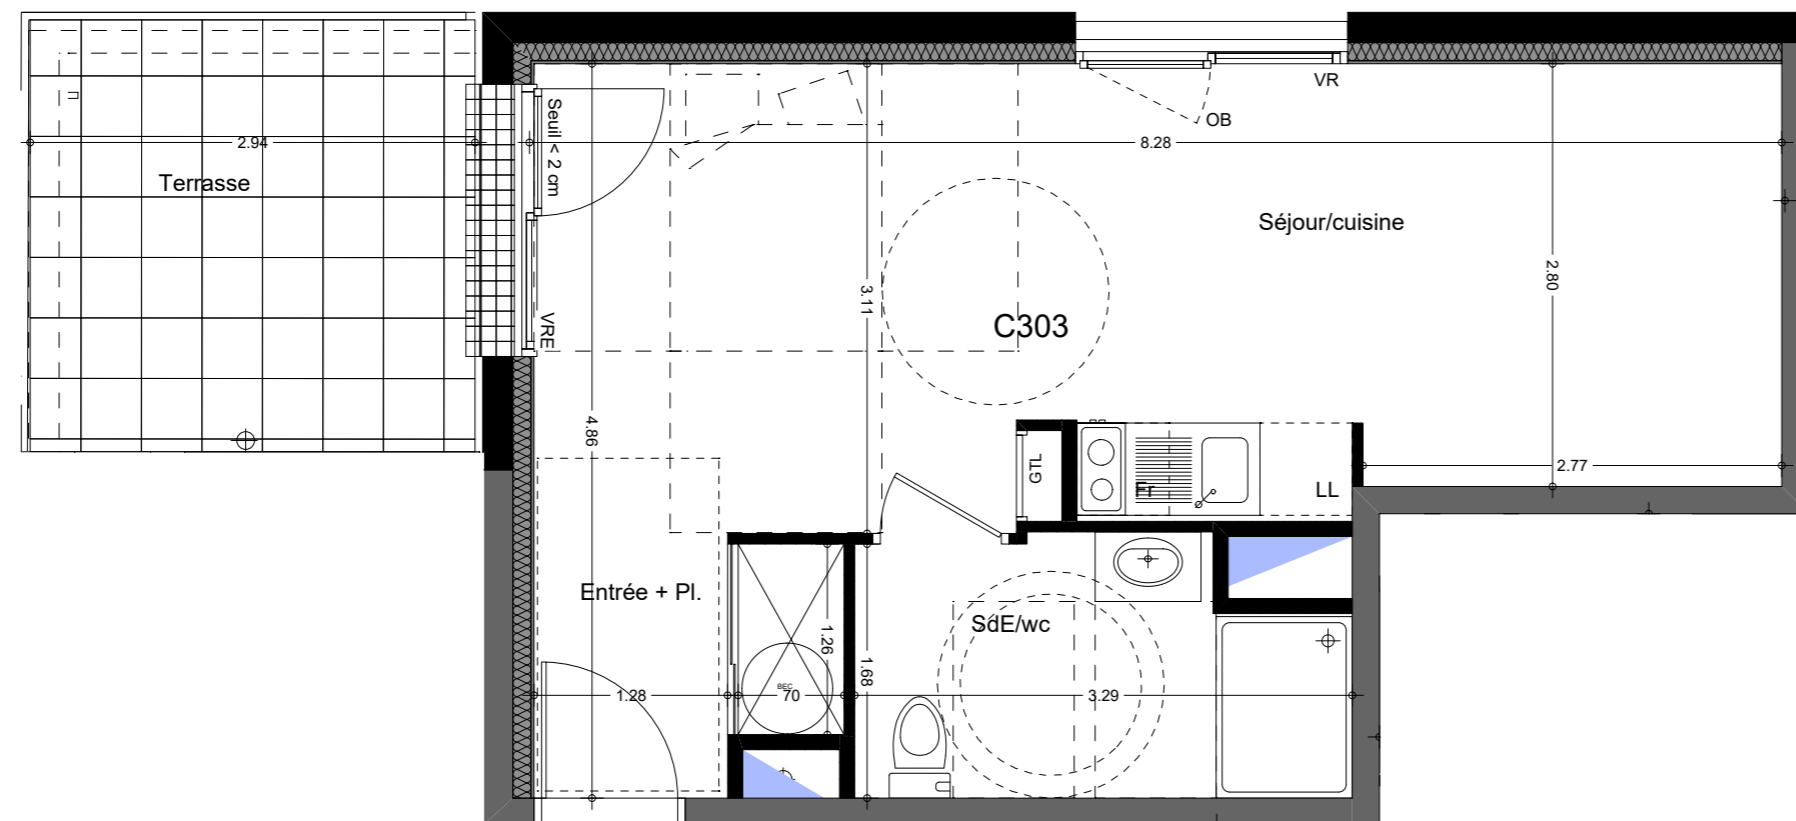 VR
OB
Seuil < 2 cm
2.94
8.28
Terrasse
Séjour/cuisine
2.80
3.11
C303
VRE
4.86
GTL
2.77
Fr
LL
Entrée + Pl.
SdE/wc
1.26
1.68
BEC
1.28
70
3.29